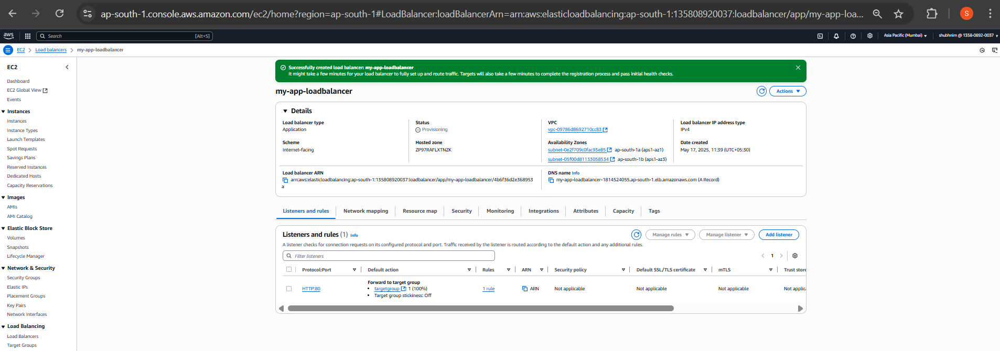 ap-south-1.console.aws.amazon.com/ec2/home?region=ap-south-1#LoadBalancer:loadBalancerArn=arn:aws:elasticloadbalancing:ap-south-1:135808920037:loadbalancer/app/my-app-loa...
S
aws
Search
[Alt+S]
Asia Pacific (Mumbai)
shubhnim @ 1358-0892-0037
EC2 > Load balancers > my-app-loadbalancer
EC2
Dashboard
EC2 Global View
Events
Instances
Instances
Instance Types
Launch Templates
Spot Requests
Savings Plans
Reserved Instances
Dedicated Hosts
Capacity Reservations
Images
AMIs
AMI Catalog
Elastic Block Store
Volumes
Snapshots
Lifecycle Manager
Network & Security
Security Groups
Elastic IPs
Placement Groups
Key Pairs
Network Interfaces
Load Balancing
Load Balancers
Target Groups
Successfully created load balancer: my-app-loadbalancer
It might take a few minutes for your load balancer to fully set up and route traffic. Targets will also take a few minutes to complete the registration process and pass initial health checks.
my-app-loadbalancer
Actions
Details
Load balancer type
Application
Status
Provisioning
VPC
vpc-09786d8692710cc83
Load balancer IP address type
IPv4
Scheme
Internet-facing
Hosted zone
ZP97RAFLXTNZK
Availability Zones
subnet-0e2f709c0fac93e85 ap-south-1a (aps1-az1)
subnet-05f00d81133058534 ap-south-1b (aps1-az3)
Date created
May 17, 2025, 11:39 (UTC+05:30)
Load balancer ARN
arn:aws:elasticloadbalancing:ap-south-1:135808920037:loadbalancer/app/my-app-loadbalancer/4b6f36d2e368953
a
DNS name Info
my-app-loadbalancer-1814524055.ap-south-1.elb.amazonaws.com (A Record)
Listeners and rules
Network mapping
Resource map
Security
Monitoring
Integrations
Attributes
Capacity
Tags
Listeners and rules (1) Info
Manage rules
Manage listener
Add listener
A listener checks for connection requests on its configured protocol and port. Traffic received by the listener is routed according to the default action and any additional rules.
Filter listeners
1
Protocol:Port
Default action
Rules
ARN
Security policy
Default SSL/TLS certificate
mTLS
Trust store
HTTP:80
Forward to target group
• targetgroup: 1 (100%)
• Target group stickiness: Off
1 rule
ARN
Not applicable
Not applicable
Not applicable
Not applica